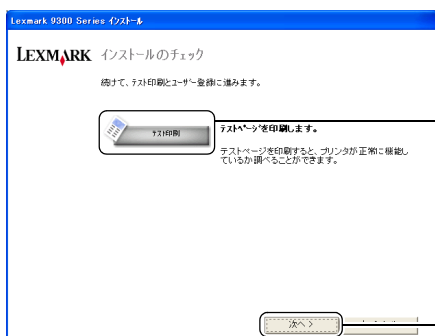 Lexmark 9300 Series インストール
LEXMARK インストールのチェック
続けて、テスト印刷とユーザー登録に進みます。
テスト印刷
テストページを印刷します。
テストページを印刷すると、プリンタが正常に機能し
ているか調べることができます。
次へ >